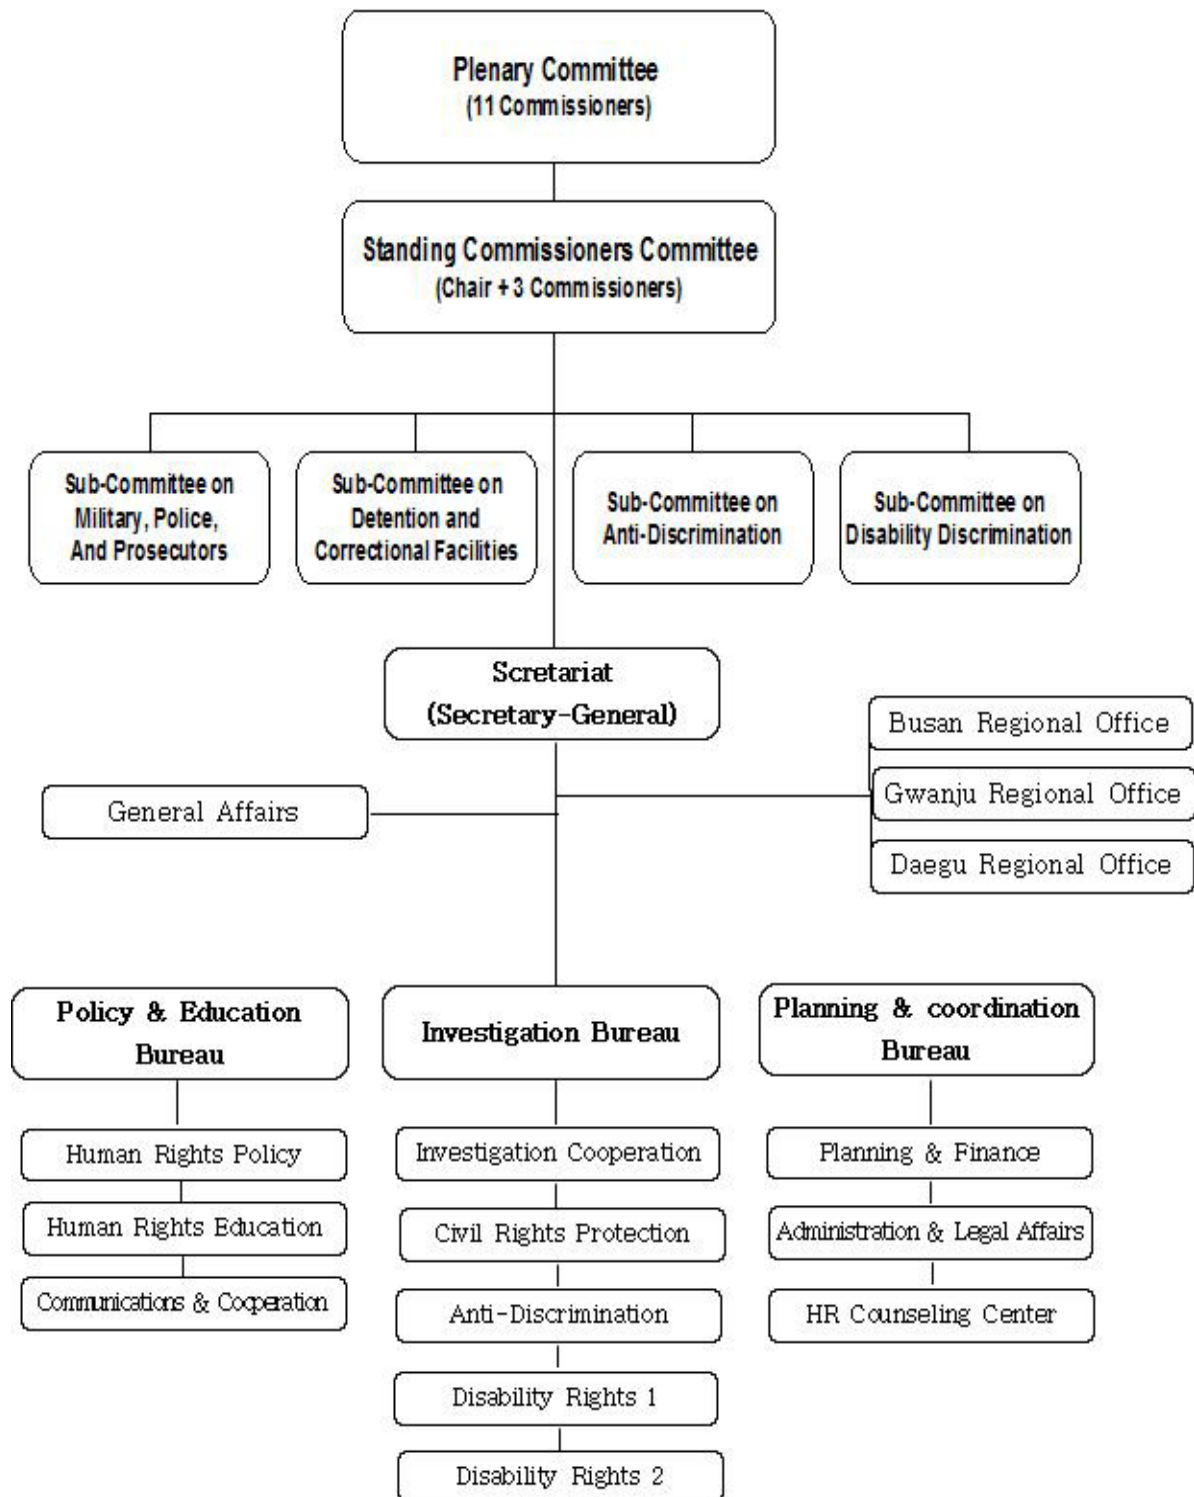 Plenary Committee
(11 Commissioners)
Standing Commissioners Committee
(Chair + 3 Commissioners)
Sub-Committee on
Military, Police,
And Prosecutors
Sub-Committee on
Detention and
Correctional Facilities
Sub-Committee on
Anti-Discrimination
Sub-Committee on
Disability Discrimination
Scretariat
(Secretary-General)
General Affairs
Busan Regional Office
Gwanju Regional Office
Daegu Regional Office
Policy & Education
Bureau
Human Rights Policy
Human Rights Education
Communications & Cooperation
Investigation Bureau
Investigation Cooperation
Civil Rights Protection
Anti-Discrimination
Disability Rights 1
Disability Rights 2
Planning & coordination
Bureau
Planning & Finance
Administration & Legal Affairs
HR Counseling Center